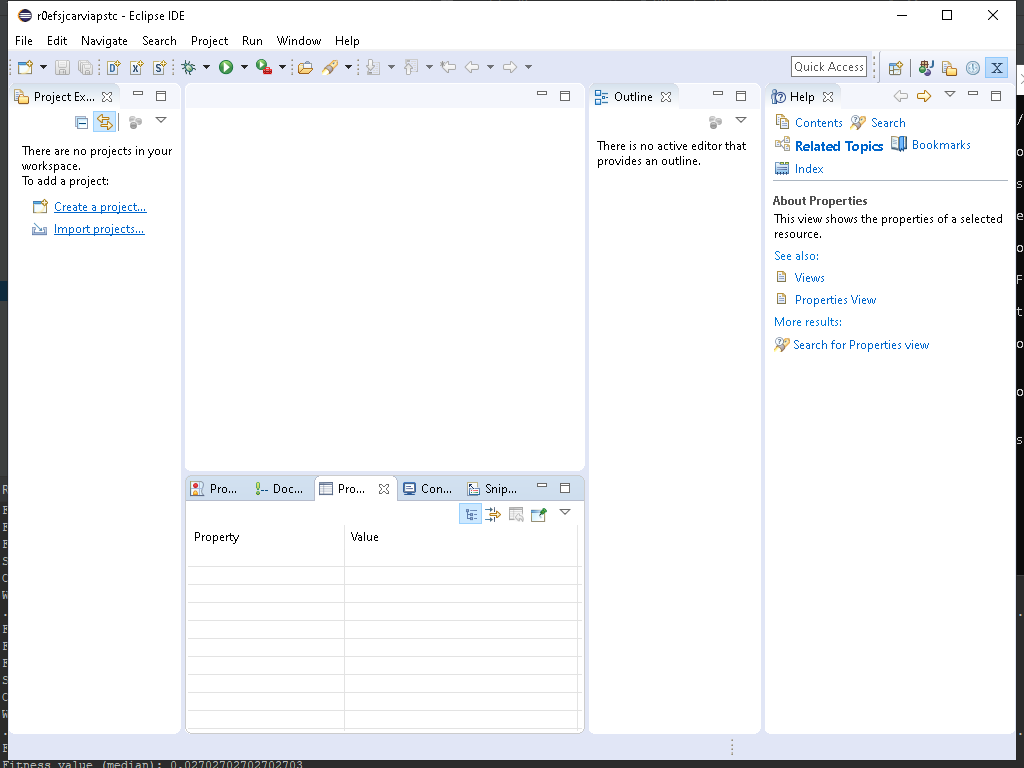 r0efsjcarviapstc - Eclipse IDE
File Edit Navigate Search Project Run Window Help
Quick Access
Project Ex...
Outline
Help
There are no projects in your
workspace.
To add a project:
Create a project...
Import projects...
There is no active editor that
provides an outline.
Contents Search
Related Topics Bookmarks
Index
About Properties
This view shows the properties of a selected
resource.
See also:
Views
Properties View
More results:
Search for Properties view
Pro... Doc... Pro... Con... Snip...
Property Value
Fitness value (median): 0.02702702702702703